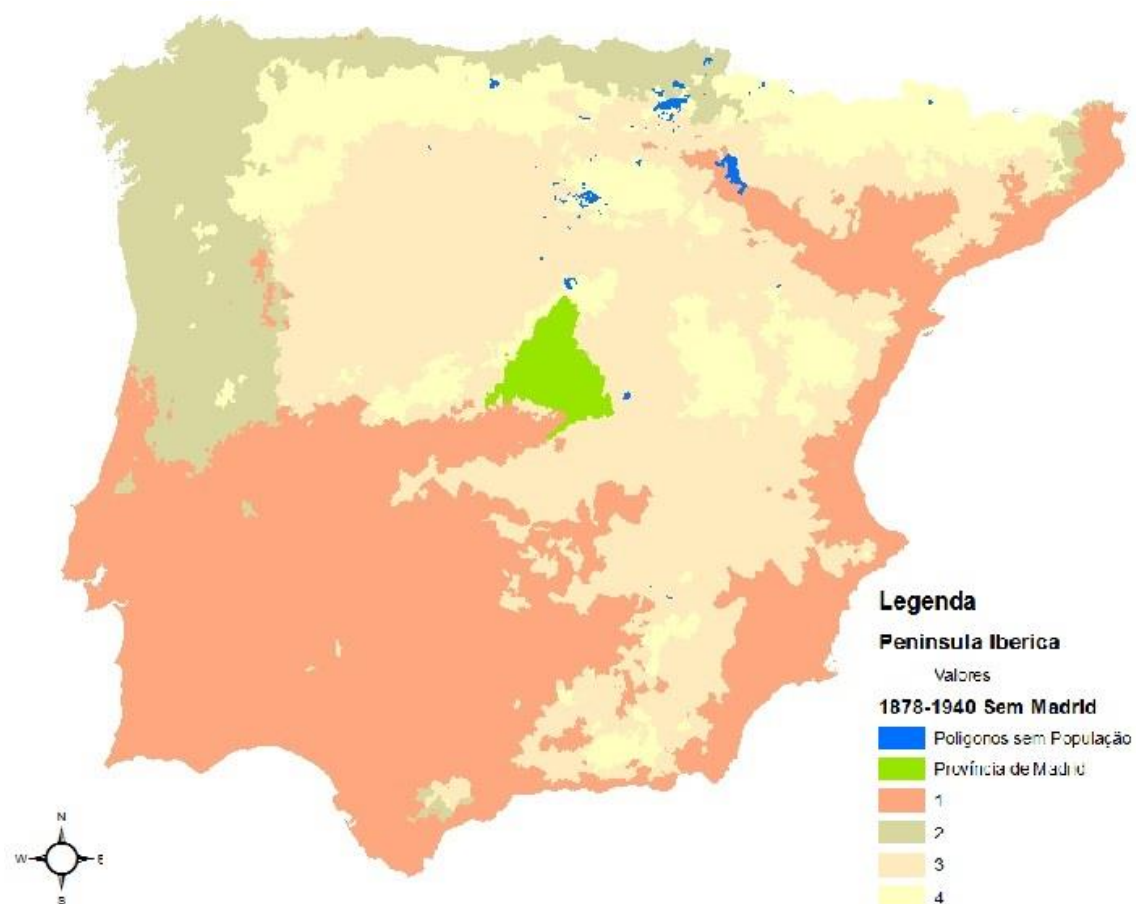 Legenda
Peninsula Iberica
Valores
1878-1940 Sem Madrid
Poligonos sem População
Província de Madrid
1
2
3
4
N
W
E
S